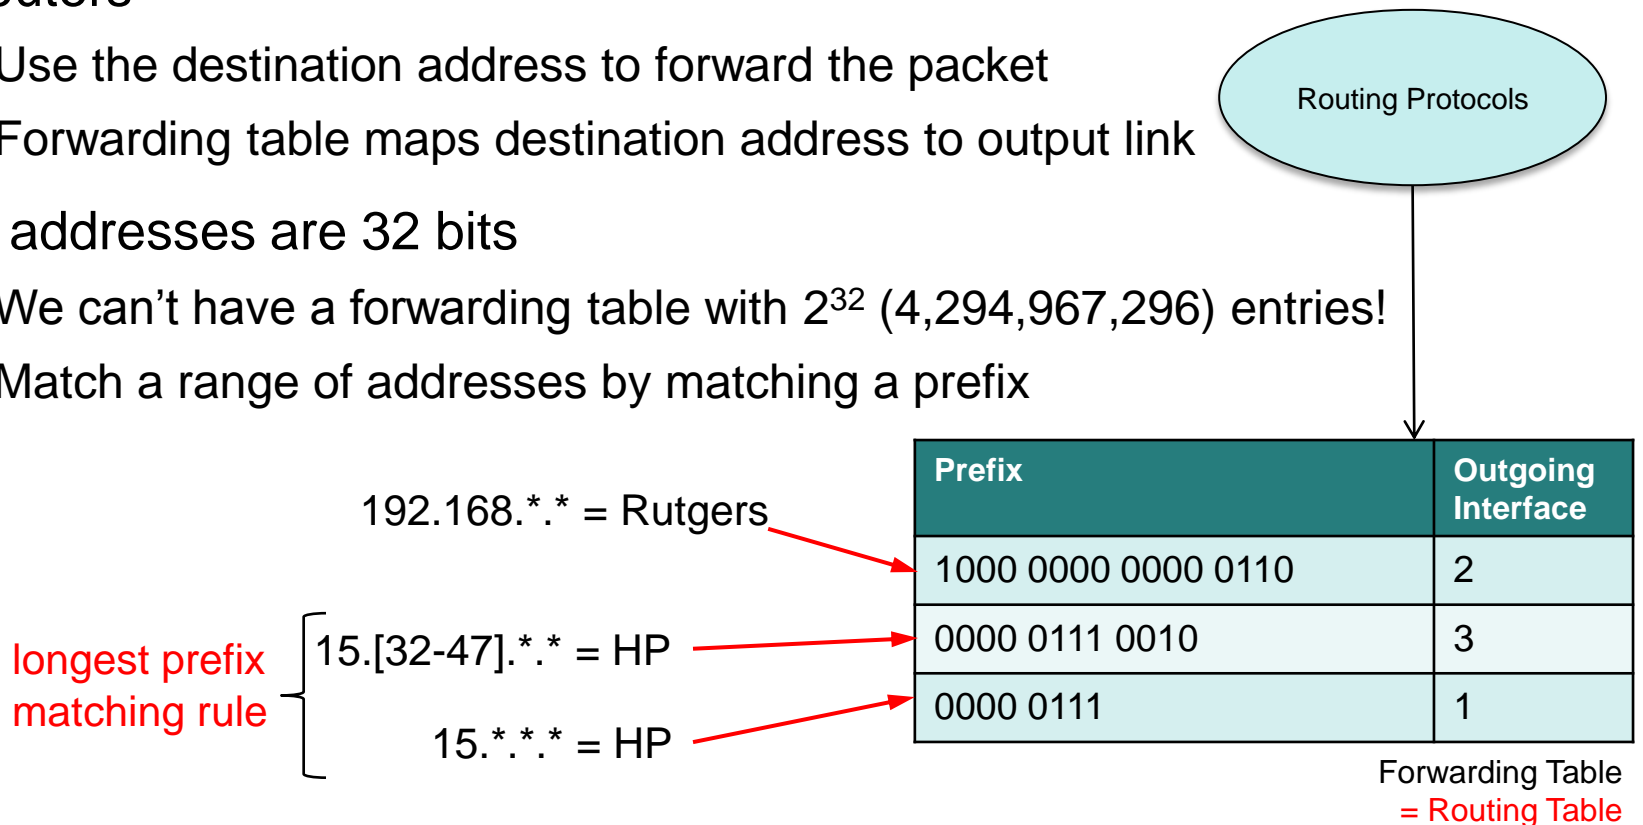 outers
Use the destination address to forward the packet
Routing Protocols
Forwarding table maps destination address to output link
addresses are 32 bits
We can't have a forwarding table with 2³² (4,294,967,296) entries!
Match a range of addresses by matching a prefix
Prefix
Outgoing
Interface
192.168.*.* = Rutgers
1000 0000 0000 0110
2
longest prefix
matching rule
15.[32-47].*.* = HP
0000 0111 0010
3
15.*.*.* = HP
0000 0111
1
Forwarding Table
= Routing Table